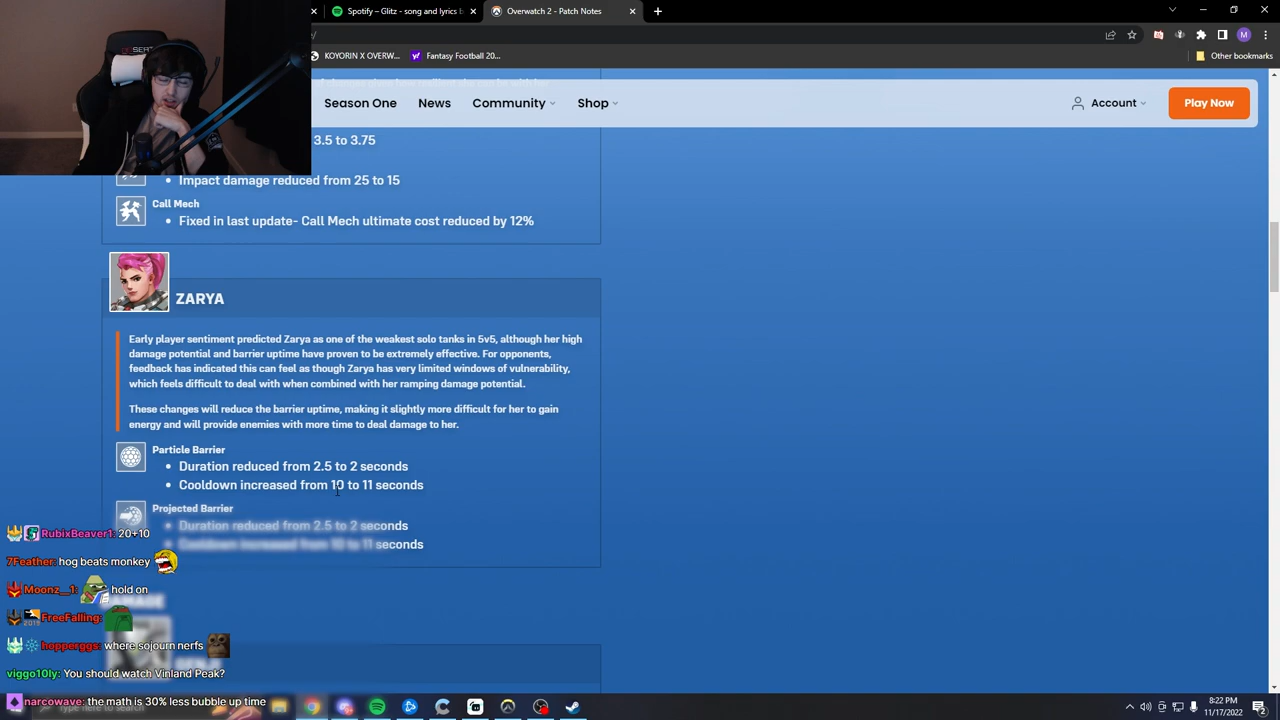 Spotify – Glitz - song and lyrics b
Overwatch 2 - Patch Notes
KOYORIN X OVERW...
Fantasy Football 20...
Other bookmarks
Season One
News
Community
Shop
Account
Play Now
3.5 to 3.75
Impact damage reduced from 25 to 15
Call Mech
Fixed in last update- Call Mech ultimate cost reduced by 12%
ZARYA
Early player sentiment predicted Zarya as one of the weakest solo tanks in 5v5, although her high
damage potential and barrier uptime have proven to be extremely effective. For opponents,
feedback has indicated this can feel as though Zarya has very limited windows of vulnerability,
which feels difficult to deal with when combined with her ramping damage potential.
These changes will reduce the barrier uptime, making it slightly more difficult for her to gain
energy and will provide enemies with more time to deal damage to her.
Particle Barrier
Duration reduced from 2.5 to 2 seconds
Cooldown increased from 10 to 11 seconds
Projected Barrier
Duration reduced from 2.5 to 2 seconds
Cooldown increased from 10 to 11 seconds
RubixBeaver1: 20+10
7Feather: hog beats monkey
Moonz__1: hold on
FreeFalling:
hopperggs: where sojourn nerfs
viggo10ly: You should watch Vinland Peak?
narcowave: the math is 30% less bubble up time
Type here to search
8:22 PM
11/17/2022